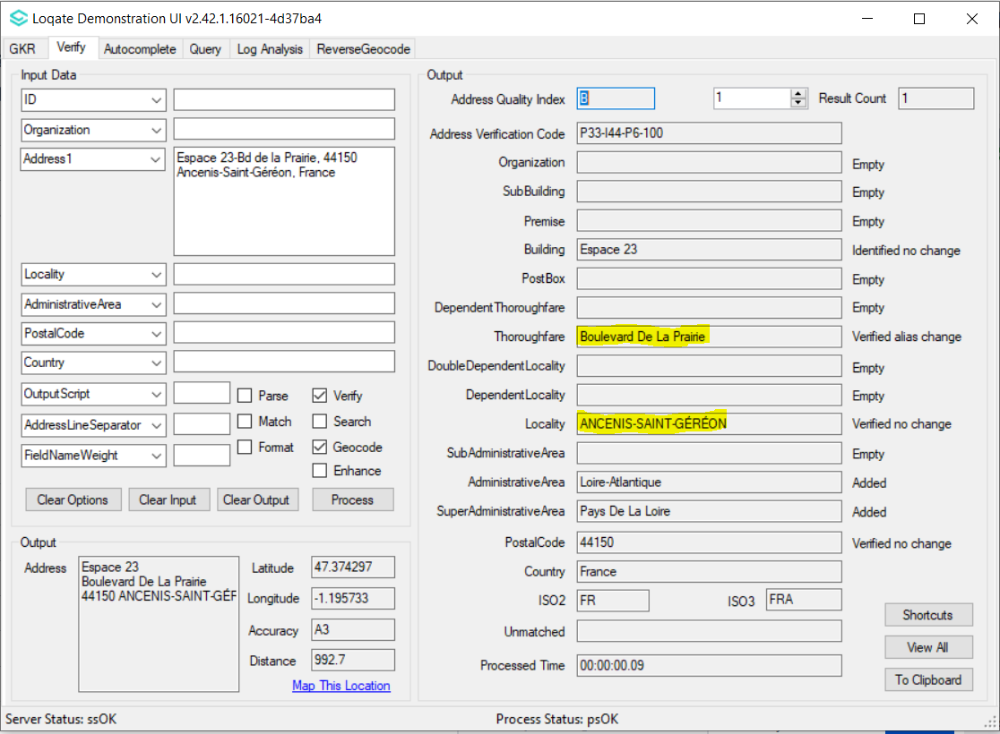 Loqate Demonstration UI v2.42.1.16021-4d37ba4
GKR Verify Autocomplete Query Log Analysis ReverseGeocode
Input Data
ID
Organization
Address1 Espace 23-Bd de la Prairie, 44150
Ancenis-Saint-Géréon, France
Locality
AdministrativeArea
PostalCode
Country
OutputScript Parse Verify
AddressLineSeparator Match Search
FieldNameWeight Format Geocode
Enhance
Clear Options Clear Input Clear Output Process
Output
Address Espace 23
Boulevard De La Prairie
44150 ANCENIS-SAINT-GÉR
Latitude 47.374297
Longitude -1.195733
Accuracy A3
Distance 992.7
Map This Location
Output
Address Quality Index B 1 Result Count 1
Address Verification Code P33-I44-P6-100
Organization Empty
SubBuilding Empty
Premise Empty
Building Espace 23 Identified no change
PostBox Empty
DependentThoroughfare Empty
Thoroughfare Boulevard De La Prairie Verified alias change
DoubleDependentLocality Empty
DependentLocality Empty
Locality ANCENIS-SAINT-GÉRÉON Verified no change
SubAdministrativeArea Empty
AdministrativeArea Loire-Atlantique Added
SuperAdministrativeArea Pays De La Loire Added
PostalCode 44150 Verified no change
Country France
ISO2 FR ISO3 FRA
Unmatched
Processed Time 00:00:00.09
Shortcuts
View All
To Clipboard
Server Status: ssOK Process Status: psOK